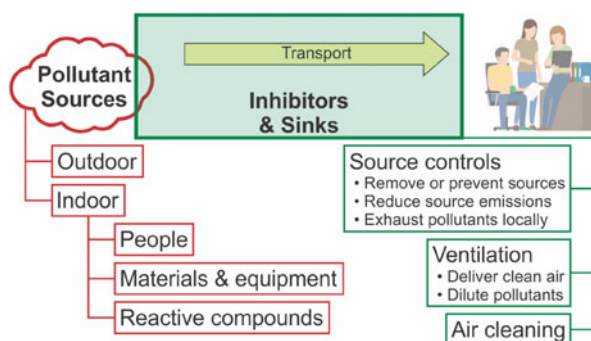 Pollutant
Sources
Transport
Inhibitors
& Sinks
Outdoor
Indoor
People
Materials & equipment
Reactive compounds
Source controls
• Remove or prevent sources
• Reduce source emissions
• Exhaust pollutants locally
Ventilation
• Deliver clean air
• Dilute pollutants
Air cleaning